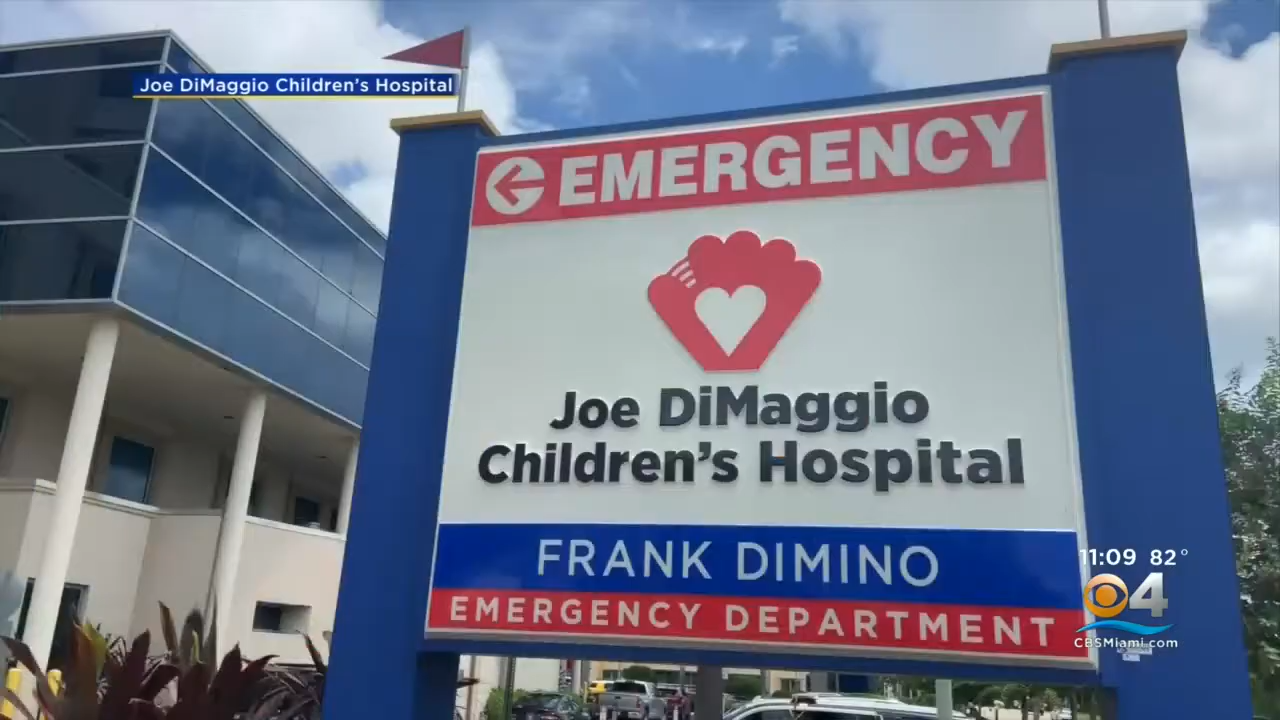 Joe DiMaggio Children's Hospital
EMERGENCY
Joe DiMaggio
Children's Hospital
FRANK DIMINO
EMERGENCY DEPARTMENT
11:09 82°
4
CBSMiami.com